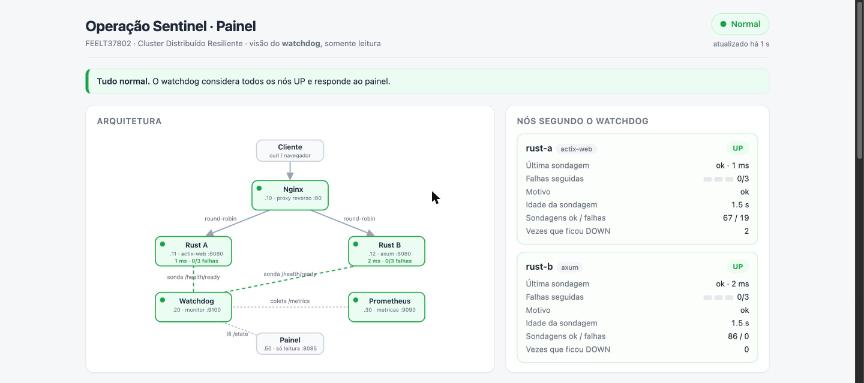 Operação Sentinel · Painel
Normal
FEELT37802 · Cluster Distribuído Resiliente · visão do watchdog, somente leitura
atualizado há 1 s
Tudo normal. O watchdog considera todos os nós UP e responde ao painel.
ARQUITETURA
Cliente
curl / navegador
Nginx
.10 · proxy reverso :80
round-robin
round-robin
Rust A
.11 · actix-web :8080
1 ms · 0/3 falhas
Rust B
.12 · axum :8080
2 ms · 0/3 falhas
sonda /health/ready
sonda /health/ready
Watchdog
.20 · monitor :9100
coleta /metrics
Prometheus
.30 · métricas :9090
lê /state
Painel
.50 · só leitura :8085
NÓS SEGUNDO O WATCHDOG
rust-a actix-web UP
Última sondagem ok · 1 ms
Falhas seguidas 0/3
Motivo ok
Idade da sondagem 1.5 s
Sondagens ok / falhas 67 / 19
Vezes que ficou DOWN 2
rust-b axum UP
Última sondagem ok · 2 ms
Falhas seguidas 0/3
Motivo ok
Idade da sondagem 1.5 s
Sondagens ok / falhas 86 / 0
Vezes que ficou DOWN 0